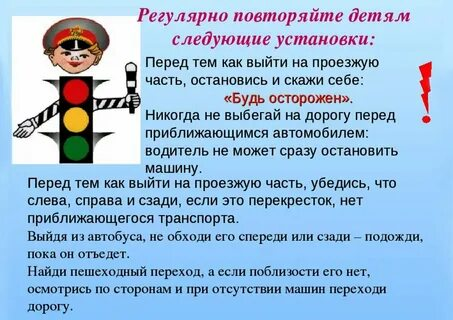 Регулярно повторяйте детям
следующие установки:
Перед тем как выйти на проезжую
часть, остановись и скажи себе:
«Будь осторожен».
Никогда не выбегай на дорогу перед
приближающимся автомобилем:
водитель не может сразу остановить
машину.
Перед тем как выйти на проезжую часть, убедись, что
слева, справа и сзади, если это перекресток, нет
приближающегося транспорта.
Выйдя из автобуса, не обходи его спереди или сзади – подожди,
пока он отъедет.
Найди пешеходный переход, а если поблизости его нет,
осмотрись по сторонам и при отсутствии машин переходи
дорогу.